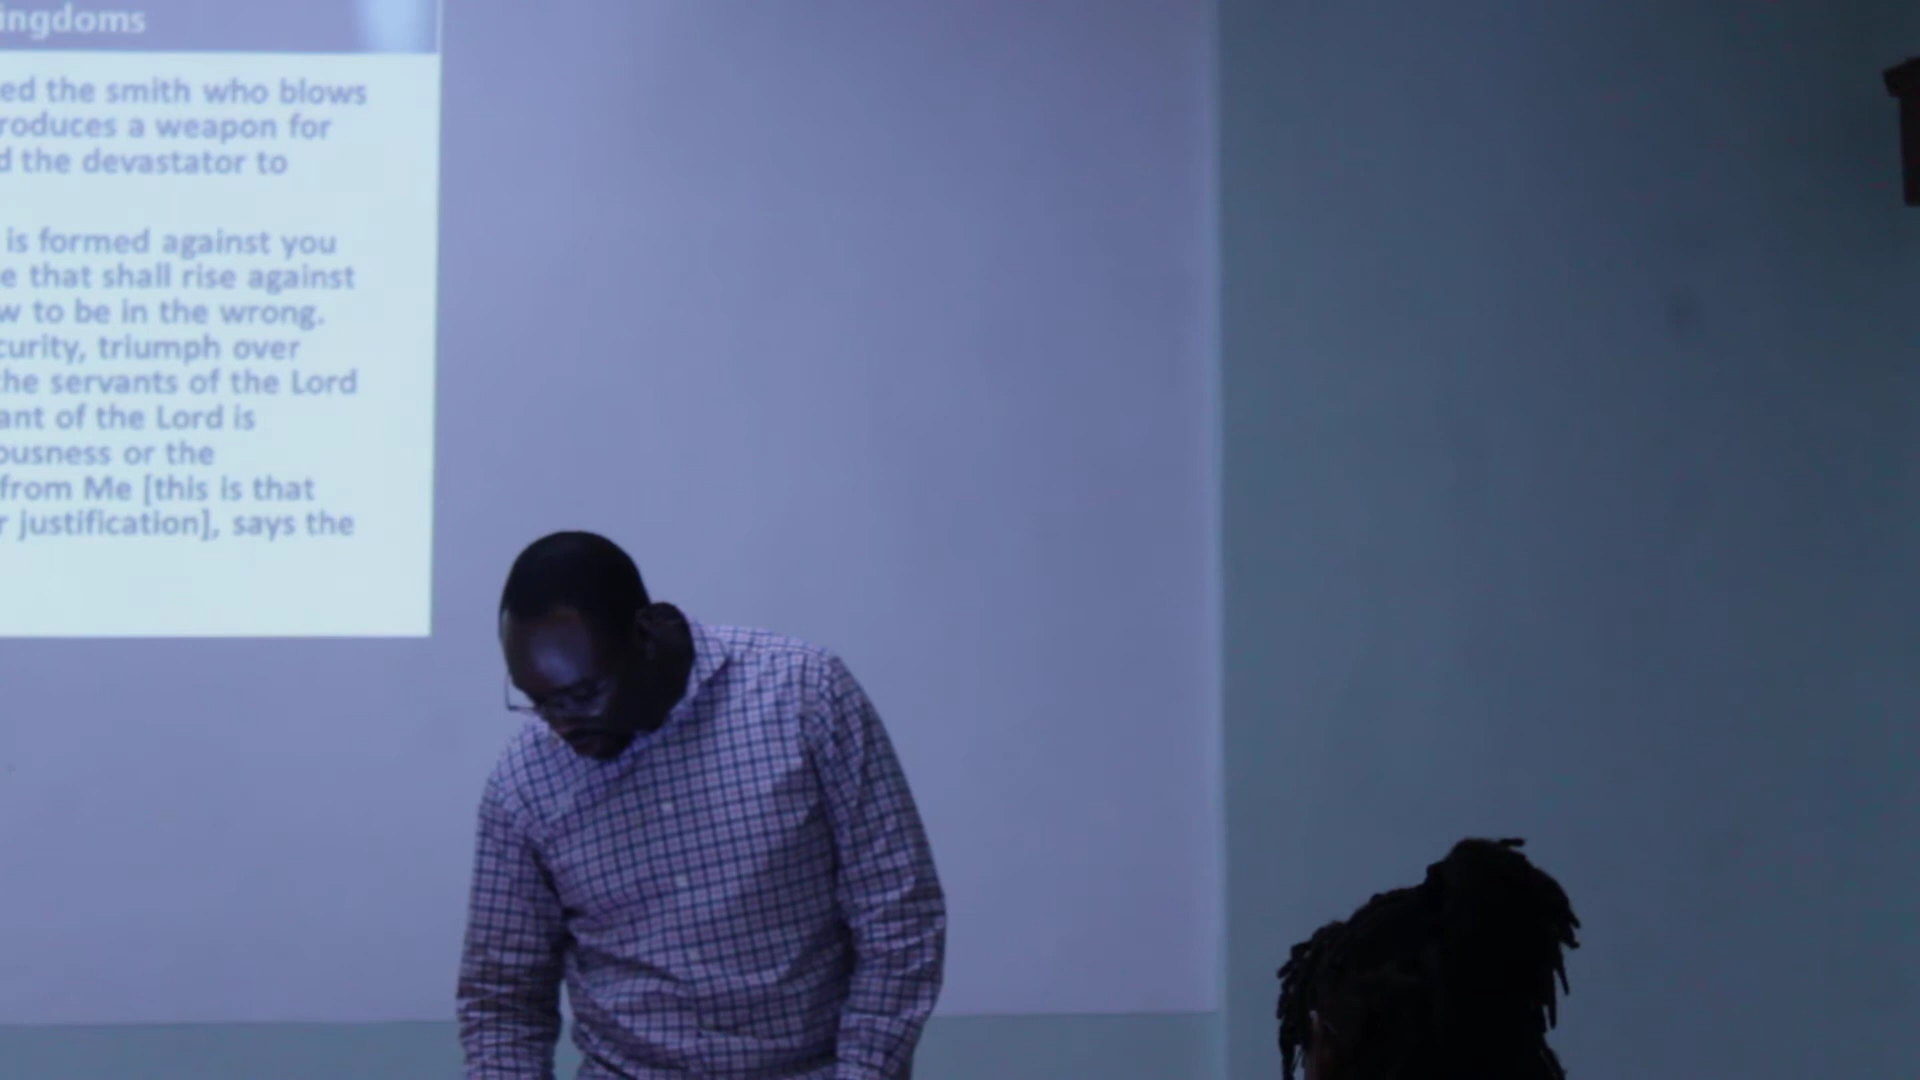 ingdoms
ed the smith who blows
roduces a weapon for
d the devastator to
is formed against you
e that shall rise against
w to be in the wrong.
curity, triumph over
the servants of the Lord
ant of the Lord is
ousness or the
from Me [this is that
r justification], says the